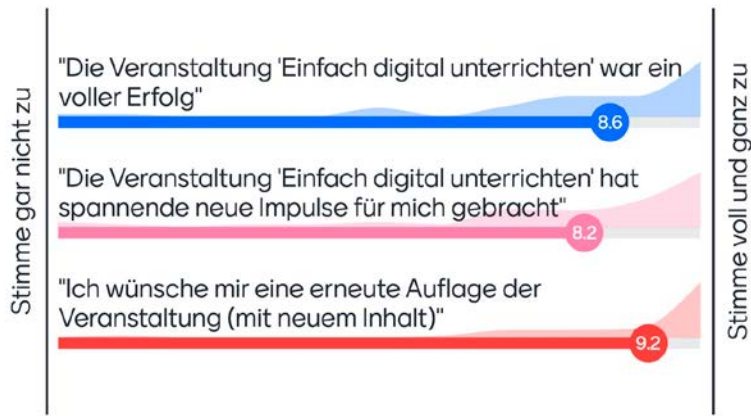 Stimme gar nicht zu
"Die Veranstaltung 'Einfach digital unterrichten' war ein
voller Erfolg"
8.6
"Die Veranstaltung 'Einfach digital unterrichten' hat
spannende neue Impulse für mich gebracht"
8.2
"Ich wünsche mir eine erneute Auflage der
Veranstaltung (mit neuem Inhalt)"
9.2
Stimme voll und ganz zu